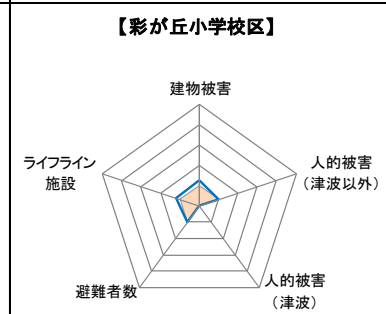 【彩が丘小学校区】
建物被害
人的被害
（津波以外）
人的被害
（津波）
避難者数
ライフライン
施設